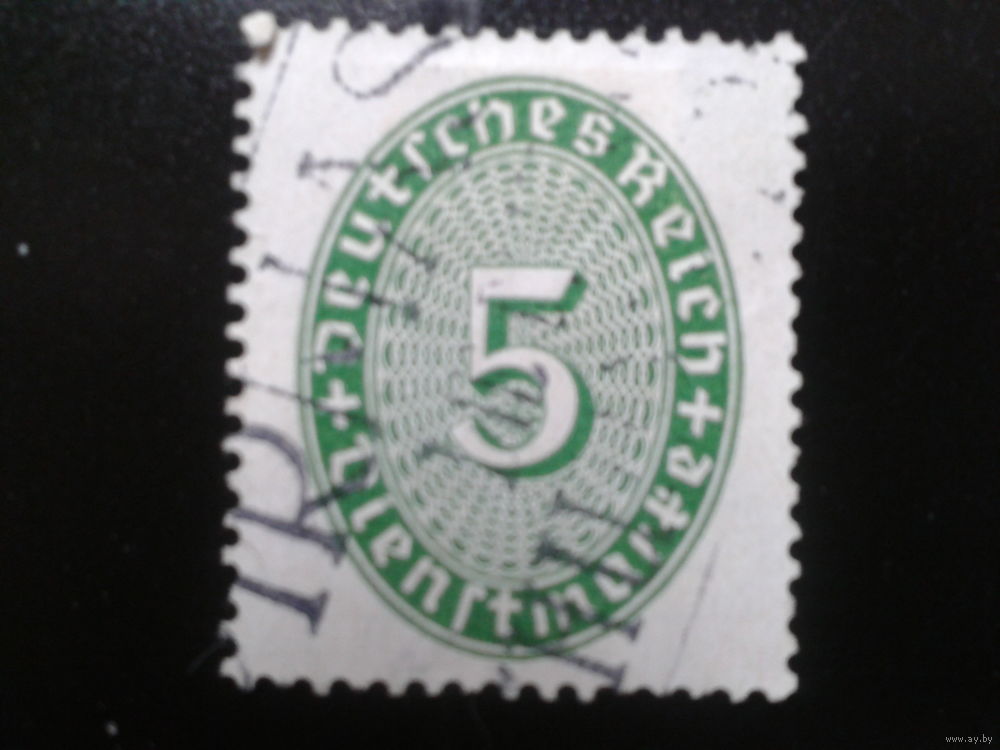 Deutsches Reich
5
Dienstmarke
www.ay.by